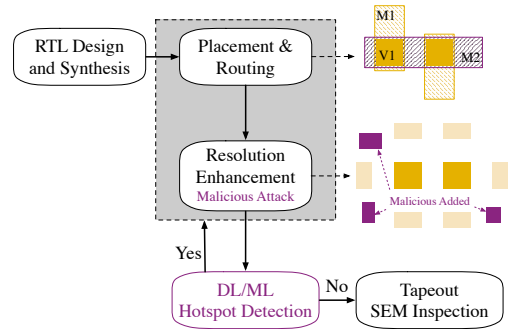 RTL Design
and Synthesis
Placement &
Routing
M1
V1
M2
Resolution
Enhancement
Malicious Attack
Malicious Added
Yes
DL/ML
Hotspot Detection
No
Tapeout
SEM Inspection